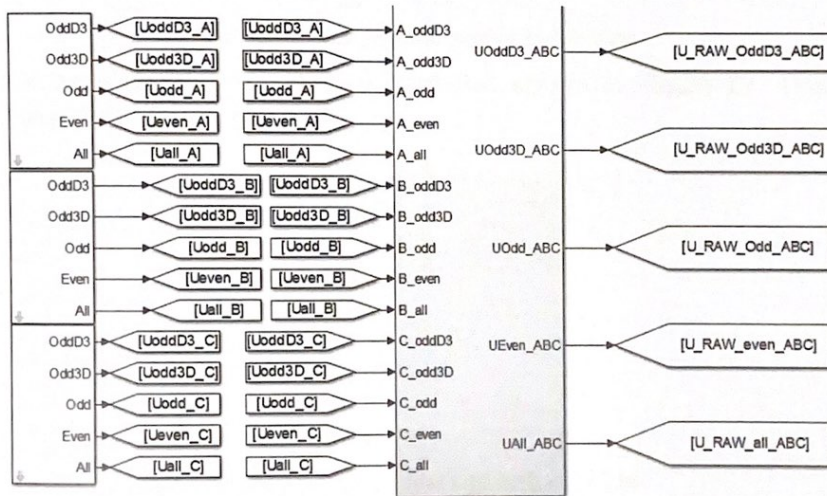 OddD3 [UoddD3_A] [UoddD3_A] A_oddD3
Odd3D [Uodd3D_A] [Uodd3D_A] A_odd3D
Odd [Uodd_A] [Uodd_A] A_odd
Even [Ueven_A] [Ueven_A] A_even
All [Uall_A] [Uall_A] A_all
OddD3 [UoddD3_B] [UoddD3_B] B_oddD3
Odd3D [Uodd3D_B] [Uodd3D_B] B_odd3D
Odd [Uodd_B] [Uodd_B] B_odd
Even [Ueven_B] [Ueven_B] B_even
All [Uall_B] [Uall_B] B_all
OddD3 [UoddD3_C] [UoddD3_C] C_oddD3
Odd3D [Uodd3D_C] [Uodd3D_C] C_odd3D
Odd [Uodd_C] [Uodd_C] C_odd
Even [Ueven_C] [Ueven_C] C_even
All [Uall_C] [Uall_C] C_all
UOddD3_ABC [U_RAW_OddD3_ABC]
UOdd3D_ABC [U_RAW_Odd3D_ABC]
UOdd_ABC [U_RAW_Odd_ABC]
UEven_ABC [U_RAW_even_ABC]
UAll_ABC [U_RAW_all_ABC]